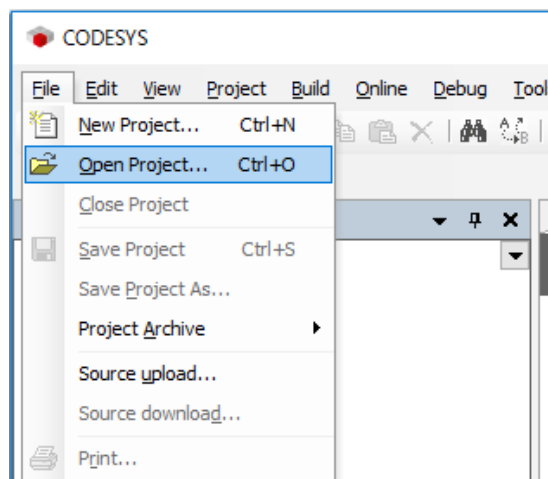 CODESYS
File Edit View Project Build Online Debug Tool
New Project... Ctrl+N
Open Project... Ctrl+O
Close Project
Save Project Ctrl+S
Save Project As...
Project Archive
Source upload...
Source download...
Print...